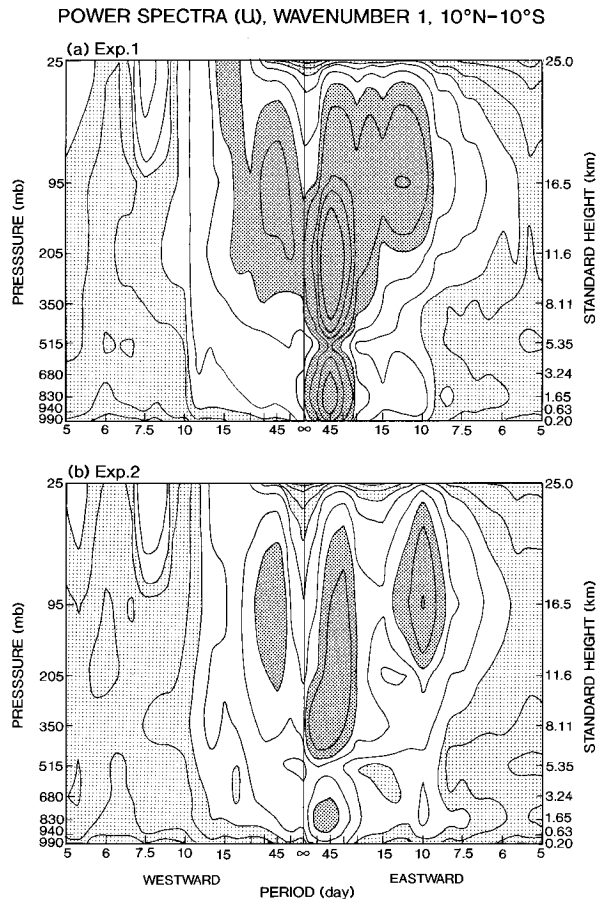 POWER SPECTRA (U), WAVENUMBER 1, 10°N–10°S
(a) Exp.1
25 25.0
95 16.5
205 11.6
350 8.11
515 5.35
680 3.24
830 1.65
940 0.63
990 0.20
PRESSSURE (mb)
STANDARD HEIGHT (km)
5 6 7.5 10 15 45 ∞ 45 15 10 7.5 6 5
(b) Exp.2
25 25.0
95 16.5
205 11.6
350 8.11
515 5.35
680 3.24
830 1.65
940 0.63
990 0.20
PRESSSURE (mb)
STANDARD HEIGHT (km)
5 6 7.5 10 15 45 ∞ 45 15 10 7.5 6 5
WESTWARD EASTWARD
PERIOD (day)